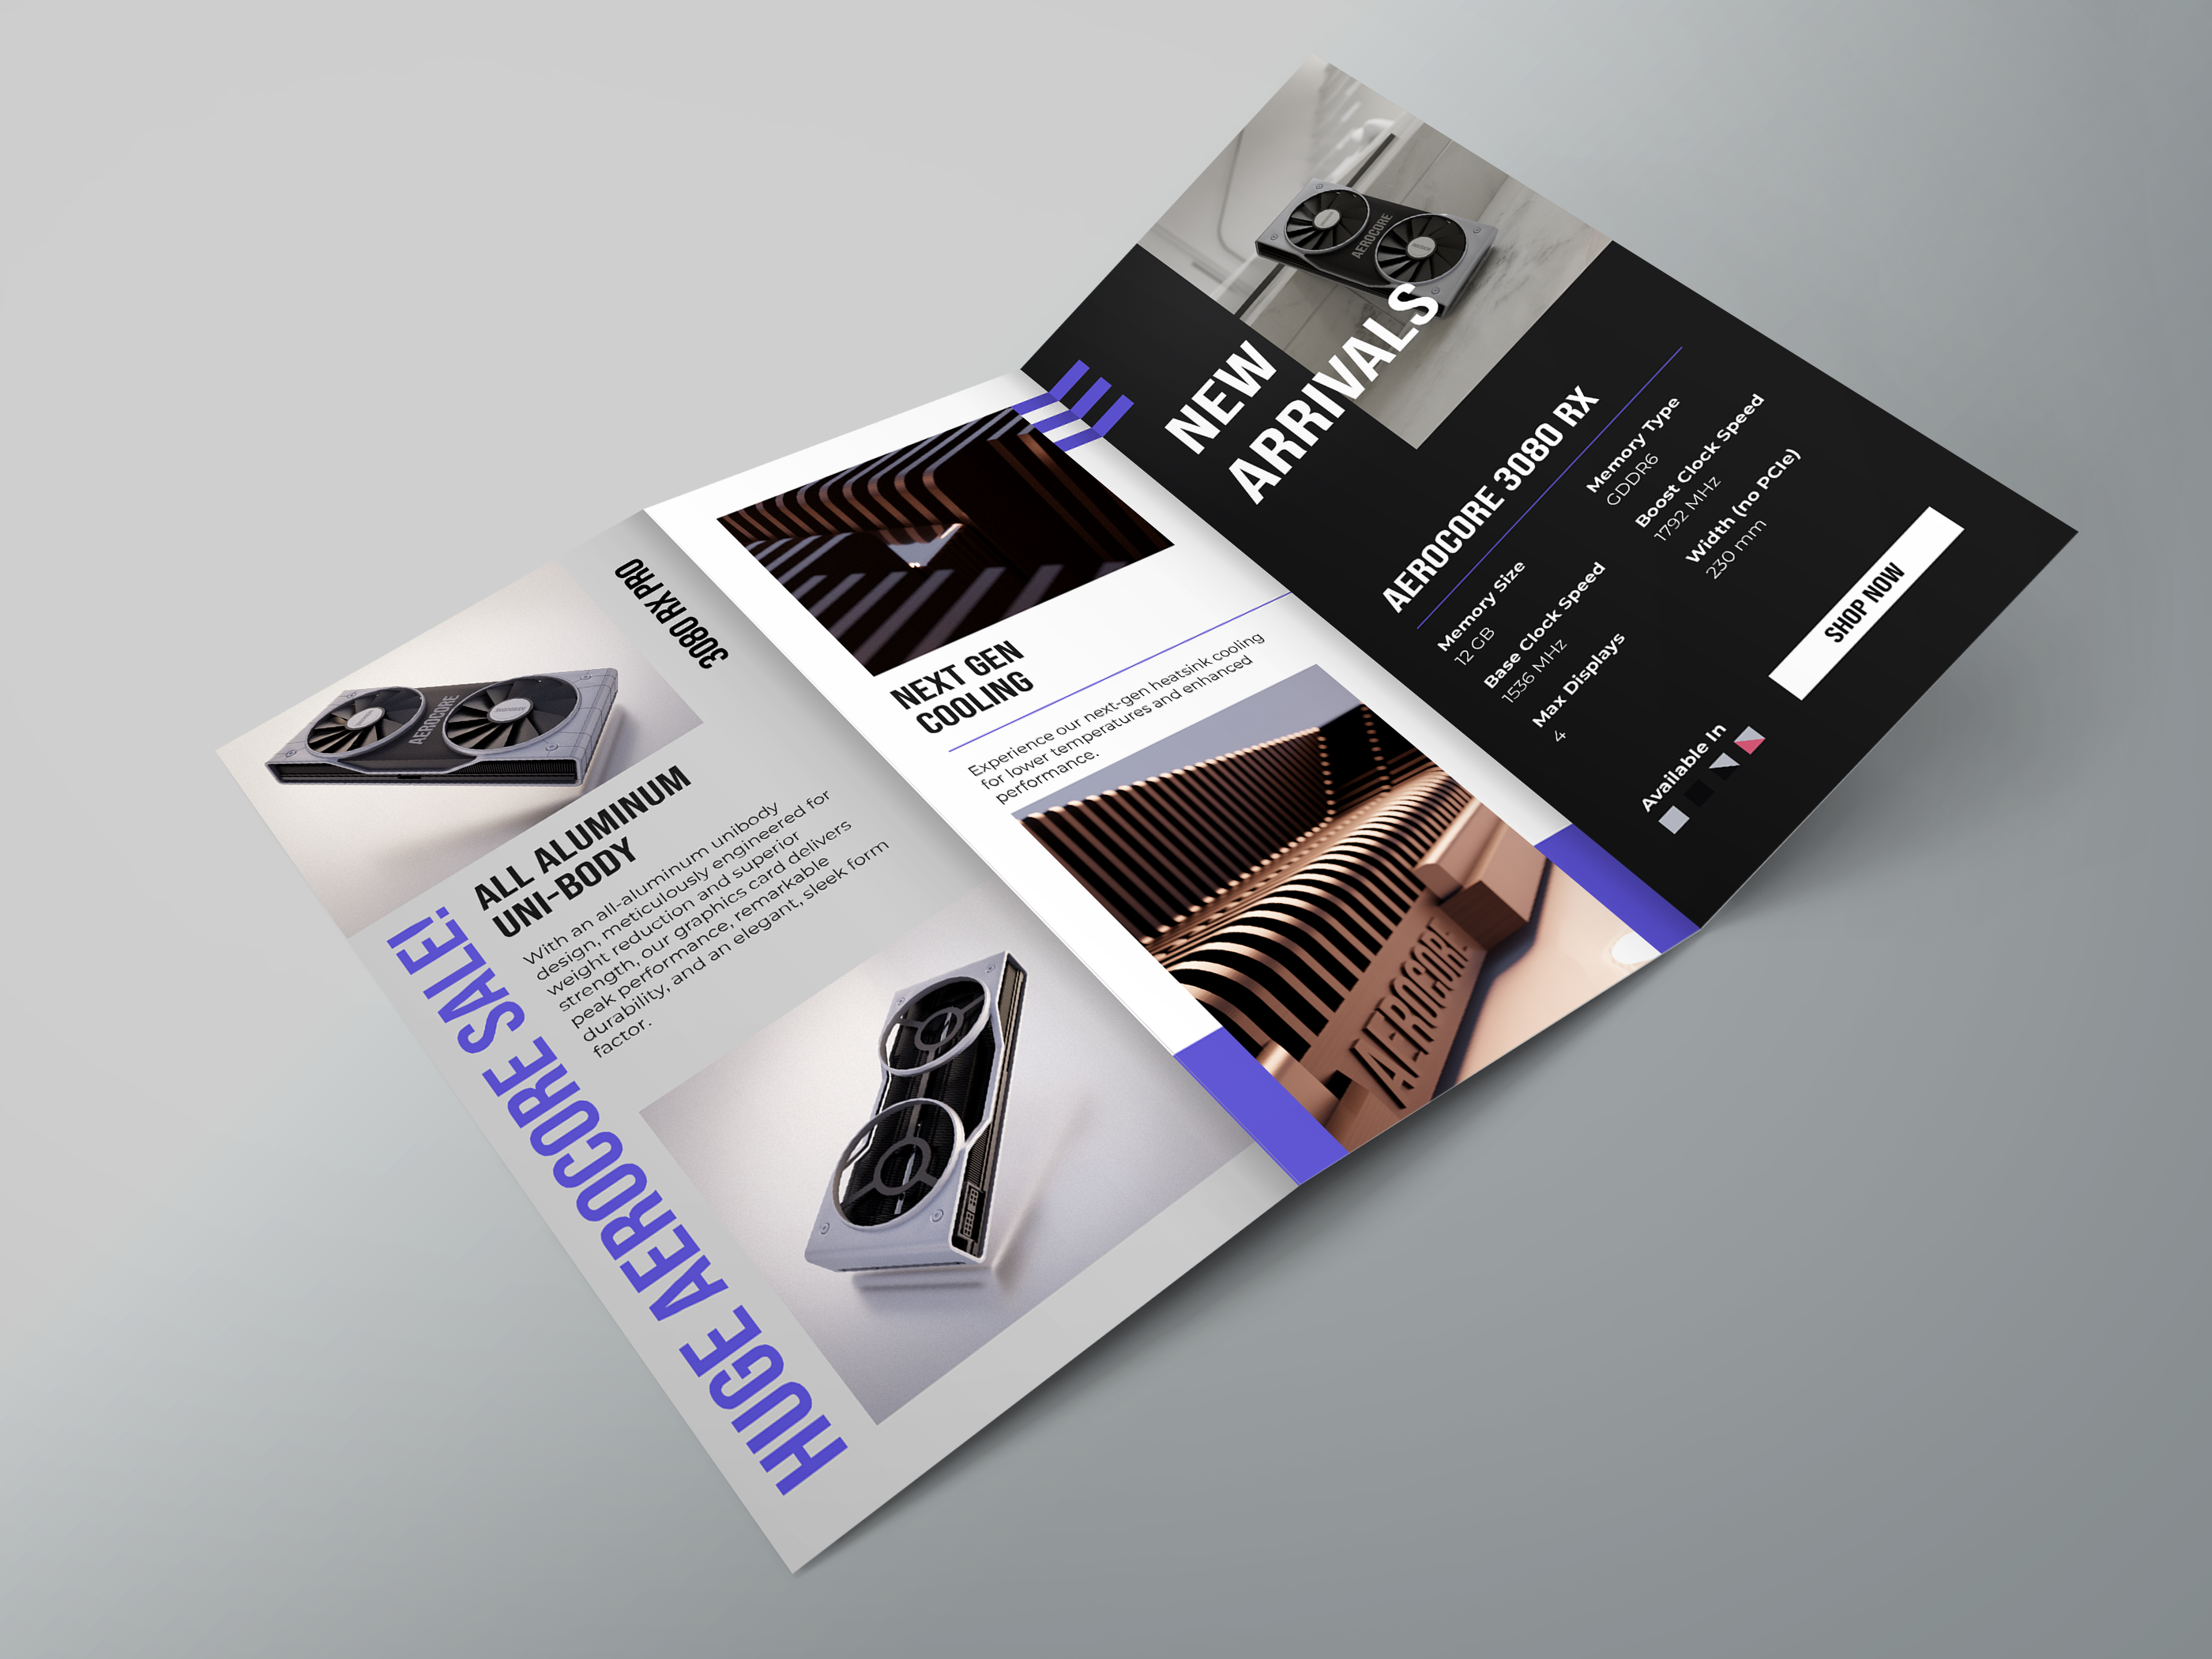 HUGE AEROCORE SALE!
3080 RX PRO
AEROCORE
ALL ALUMINUM
UNI-BODY
With an all-aluminum unibody
design, meticulously engineered for
weight reduction and superior
strength, our graphics card delivers
peak performance, remarkable
durability, and an elegant, sleek form
factor.
NEXT GEN
COOLING
Experience our next-gen heatsink cooling
for lower temperatures and enhanced
performance.
AEROCORE
AEROCORE
NEW
ARRIVALS
AEROCORE 3080 RX
Memory Size
12 GB
Memory Type
GDDR6
Base Clock Speed
1536 MHz
Boost Clock Speed
1792 MHz
Max Displays
4
Width (no PCIe)
230 mm
Available In
SHOP NOW